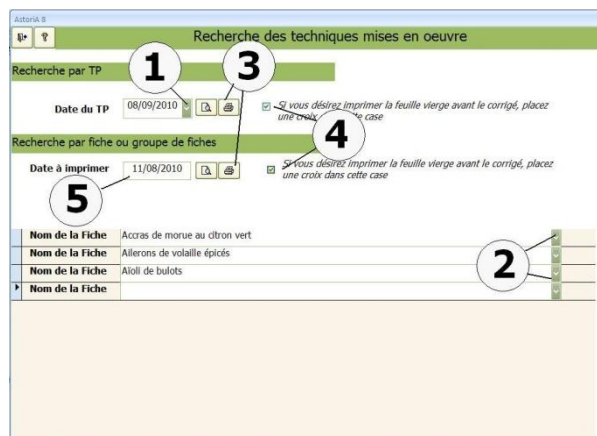 AstoriA 8
Recherche des techniques mises en oeuvre
Recherche par TP
1
3
Date du TP 08/09/2010 Si vous désirez imprimer la feuille vierge avant le corrigé, placez
une croix dans cette case
4
Recherche par fiche ou groupe de fiches
Date à imprimer 11/08/2010 Si vous désirez imprimer la feuille vierge avant le corrigé, placez
une croix dans cette case
5
Nom de la Fiche Accras de morue au citron vert
Nom de la Fiche Ailerons de volaille épicés
2
Nom de la Fiche Aïoli de bulots
Nom de la Fiche